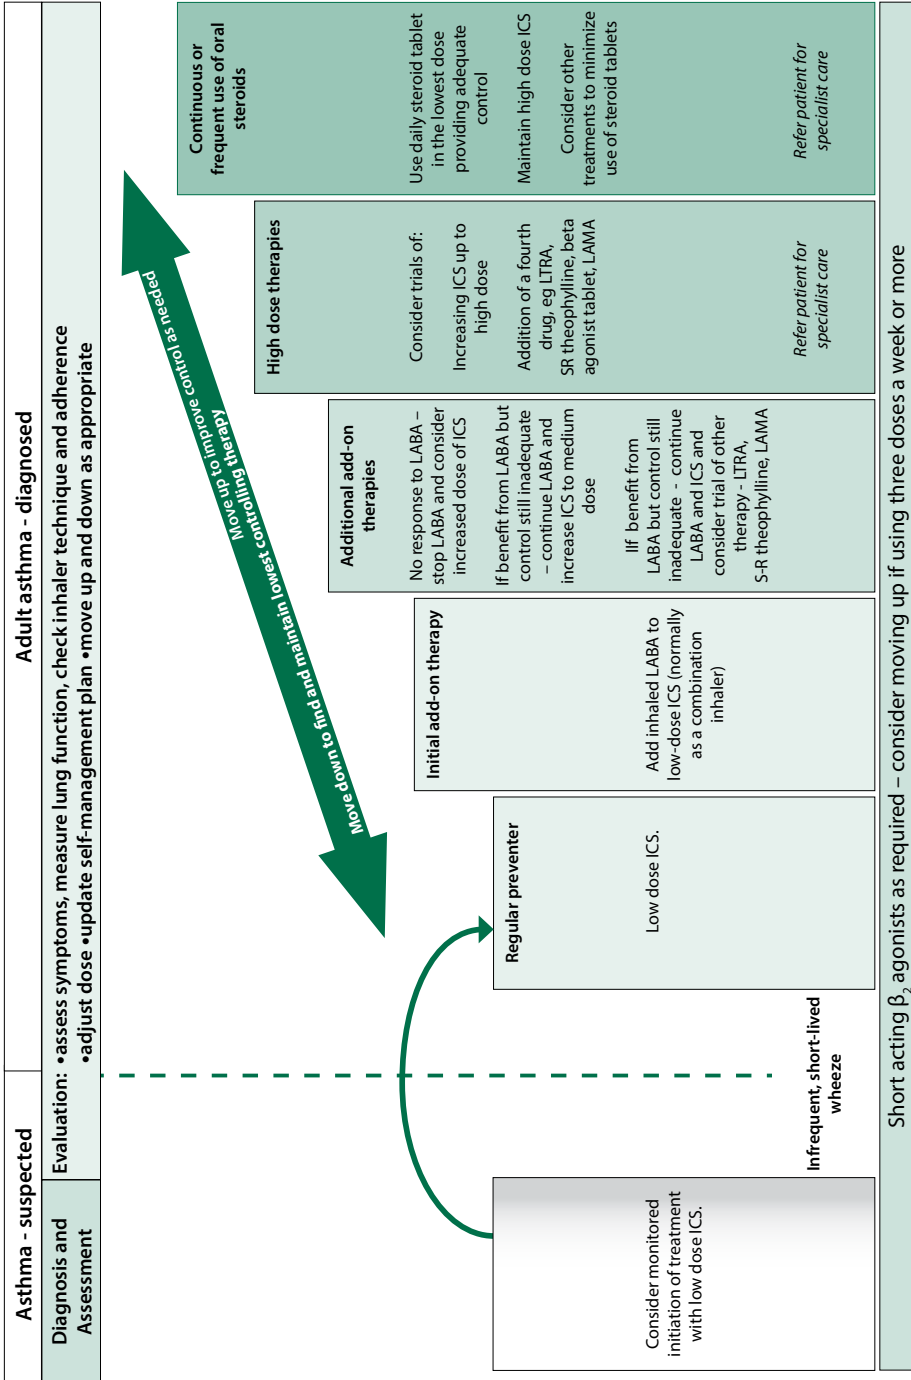 Asthma - suspected
Adult asthma - diagnosed
Diagnosis and
Assessment
Evaluation: •assess symptoms, measure lung function, check inhaler technique and adherence
•adjust dose •update self-management plan •move up and down as appropriate
Move up to improve control as needed
Move down to find and maintain lowest controlling therapy
Consider monitored
initiation of treatment
with low dose ICS.
Infrequent, short-lived
wheeze
Regular preventer
Low dose ICS.
Initial add-on therapy
Add inhaled LABA to
low-dose ICS (normally
as a combination
inhaler)
Additional add-on
therapies
No response to LABA –
stop LABA and consider
increased dose of ICS
If benefit from LABA but
control still inadequate
– continue LABA and
increase ICS to medium
dose
IIf benefit from
LABA but control still
inadequate - continue
LABA and ICS and
consider trial of other
therapy - LTRA,
S-R theophylline, LAMA
High dose therapies
Consider trials of:
Increasing ICS up to
high dose
Addition of a fourth
drug, eg LTRA,
SR theophylline, beta
agonist tablet, LAMA
Refer patient for
specialist care
Continuous or
frequent use of oral
steroids
Use daily steroid tablet
in the lowest dose
providing adequate
control
Maintain high dose ICS
Consider other
treatments to minimize
use of steroid tablets
Refer patient for
specialist care
Short acting β₂ agonists as required – consider moving up if using three doses a week or more